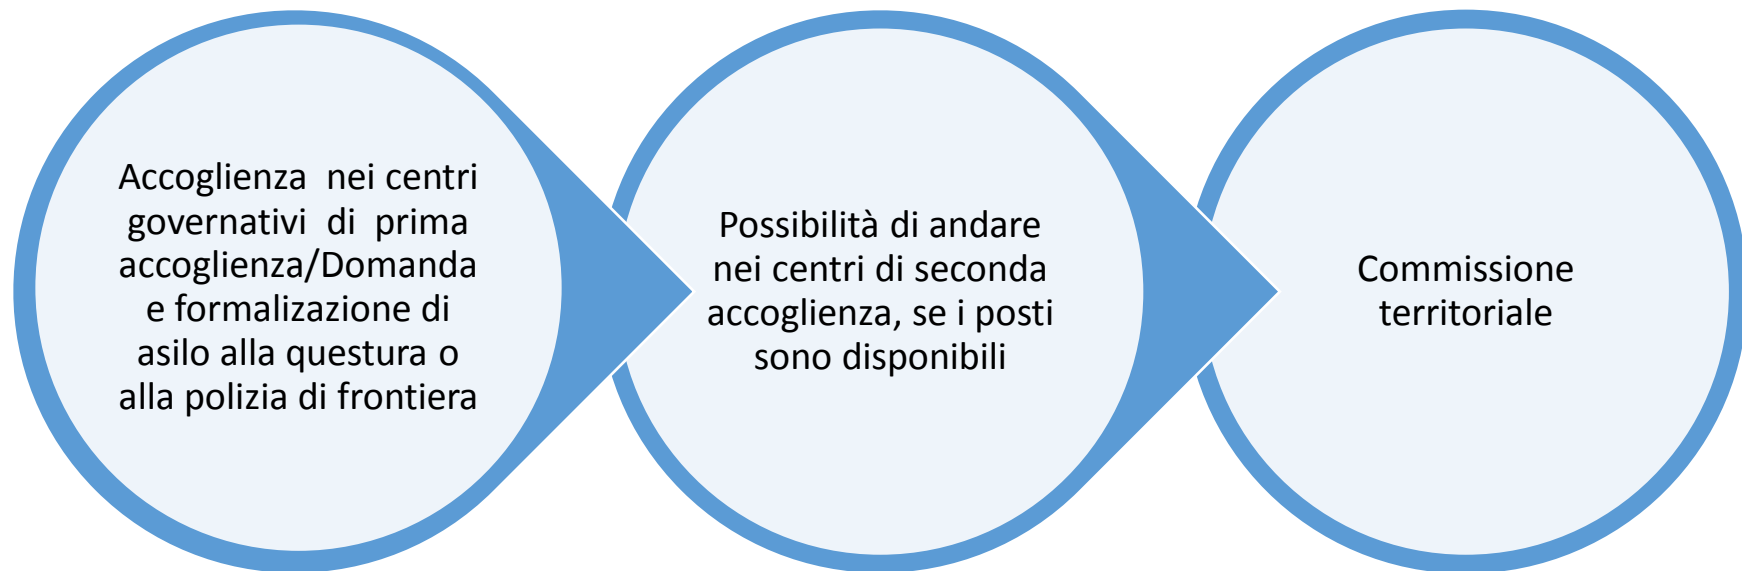 Accoglienza nei centri
governativi di prima
accoglienza/Domanda
e formalizazione di
asilo alla questura o
alla polizia di frontiera
Possibilità di andare
nei centri di seconda
accoglienza, se i posti
sono disponibili
Commissione
territoriale